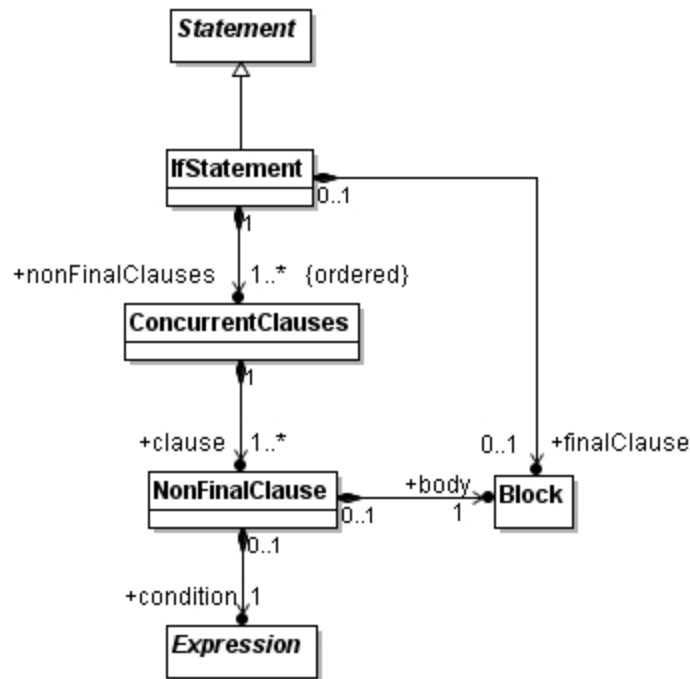 Statement
IfStatement
0..1
1
+nonFinalClauses 1..* {ordered}
ConcurrentClauses
1
+clause 1..*
0..1 +finalClause
NonFinalClause
+body
Block
0..1
1
0..1
+condition 1
Expression